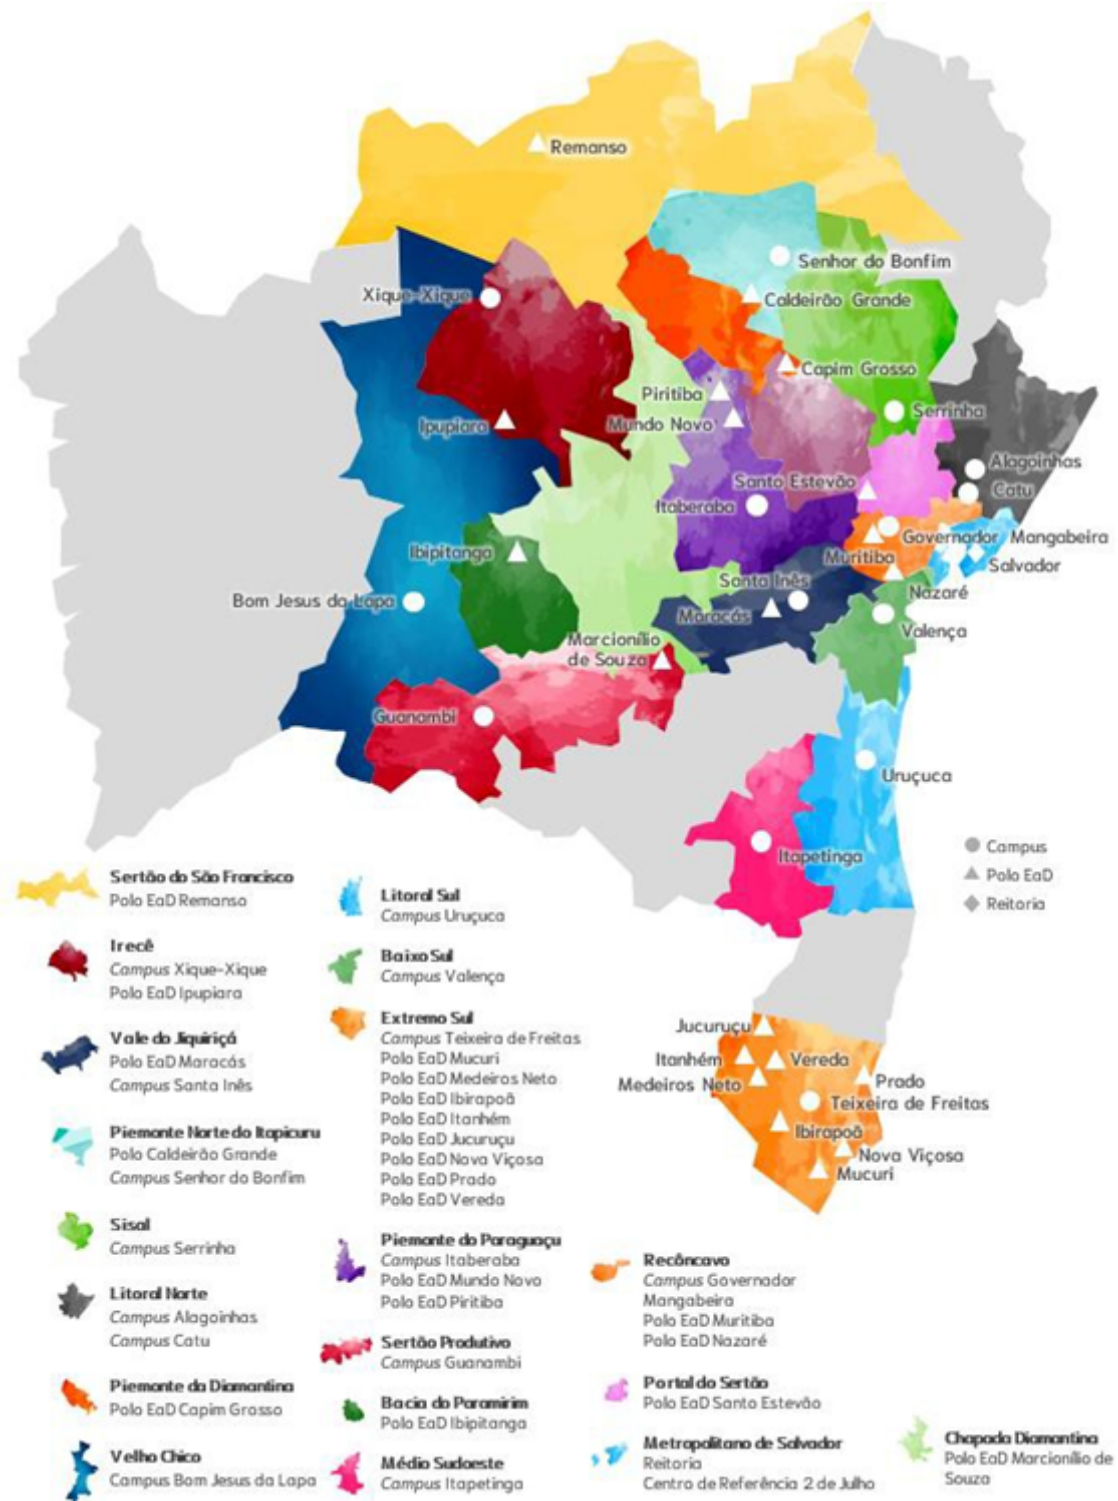 Remanso
Senhor do Bonfim
Xique-Xique
Caldeirão Grande
Capim Grosso
Piritiba
Serrinha
Ipupiara
Mundo Novo
Alagoinhas
Santo Estevão
Catu
Itaberaba
Governador Mangabeira
Ibipitanga
Muritiba
Salvador
Santa Inês
Nazaré
Bom Jesus da Lapa
Maracás
Valença
Marcionílio
de Souza
Guanambi
Uruçuca
Itapetinga
Campus
Polo EaD
Reitoria
Jucuruçu
Itanhém
Vereda
Medeiros Neto
Prado
Teixeira de Freitas
Ibirapoã
Nova Viçosa
Mucuri
Sertão do São Francisco
Polo EaD Remanso
Irecê
Campus Xique-Xique
Polo EaD Ipupiara
Vale do Jiquiriçá
Polo EaD Maracás
Campus Santa Inês
Piemonte Norte do Itapicuru
Polo Caldeirão Grande
Campus Senhor do Bonfim
Sisal
Campus Serrinha
Litoral Norte
Campus Alagoinhas
Campus Catu
Piemonte da Diamantina
Polo EaD Capim Grosso
Velho Chico
Campus Bom Jesus da Lapa
Litoral Sul
Campus Uruçuca
Baixo Sul
Campus Valença
Extremo Sul
Campus Teixeira de Freitas
Polo EaD Mucuri
Polo EaD Medeiros Neto
Polo EaD Ibirapoã
Polo EaD Itanhém
Polo EaD Jucuruçu
Polo EaD Nova Viçosa
Polo EaD Prado
Polo EaD Vereda
Piemonte do Paraguaçu
Campus Itaberaba
Polo EaD Mundo Novo
Polo EaD Piritiba
Sertão Produtivo
Campus Guanambi
Bacia do Paramirim
Polo EaD Ibipitanga
Médio Sudoeste
Campus Itapetinga
Recôncavo
Campus Governador
Mangabeira
Polo EaD Muritiba
Polo EaD Nazaré
Portal do Sertão
Polo EaD Santo Estevão
Metropolitano de Salvador
Reitoria
Centro de Referência 2 de Julho
Chapada Diamantina
Polo EaD Marcionílio de
Souza